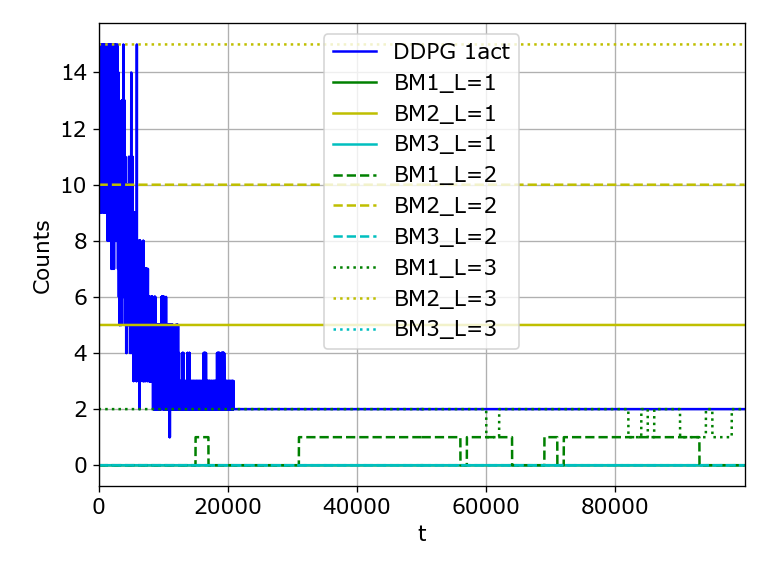 DDPG 1act
BM1_L=1
BM2_L=1
BM3_L=1
BM1_L=2
BM2_L=2
BM3_L=2
BM1_L=3
BM2_L=3
BM3_L=3
Counts
14
12
10
8
6
4
2
0
0 20000 40000 60000 80000
t